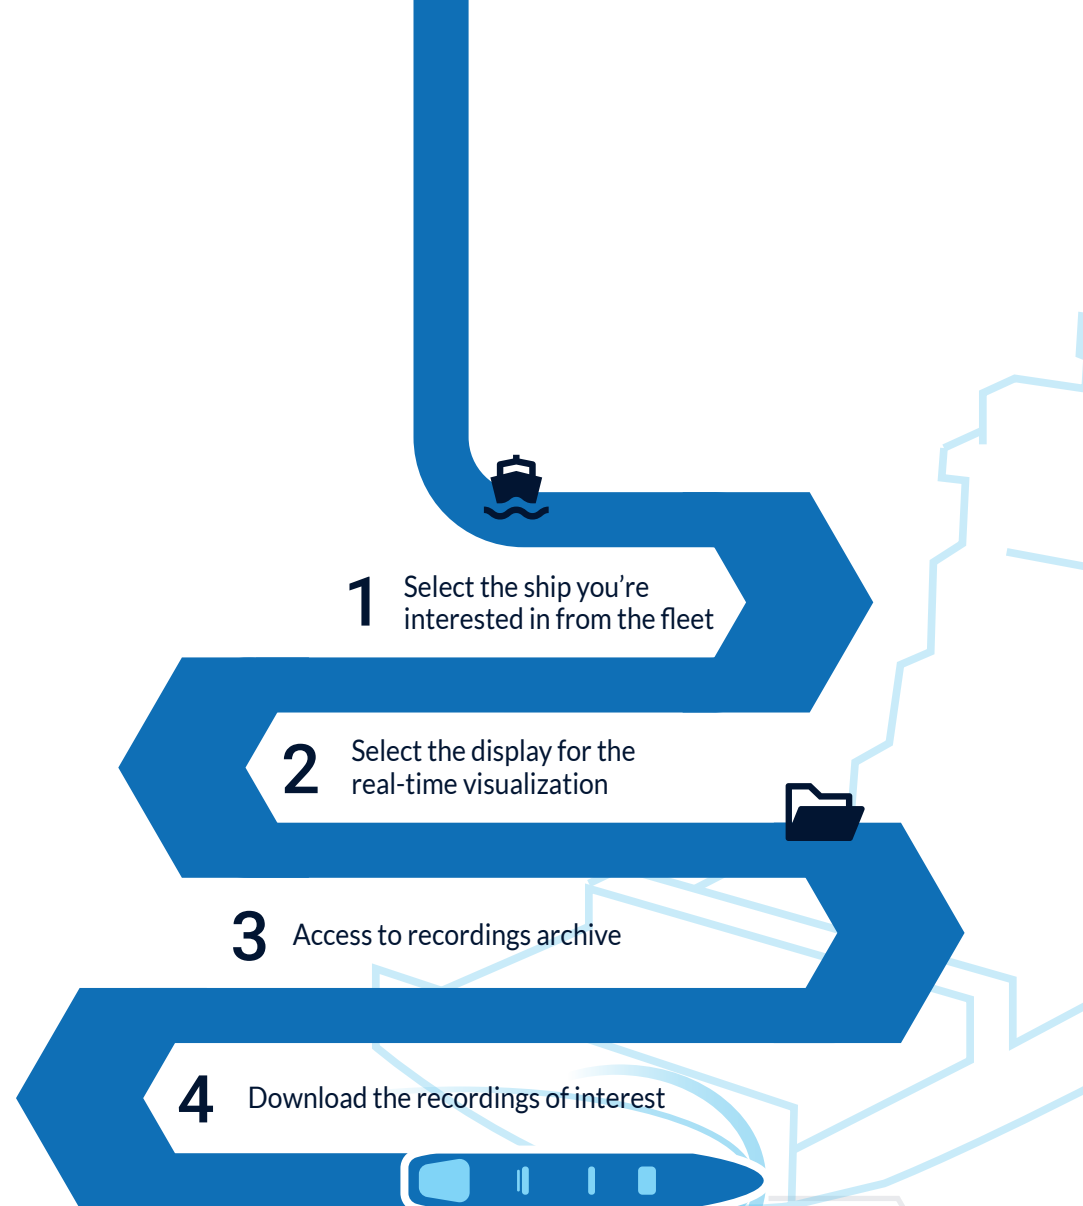 1
Select the ship you’re
interested in from the fleet
2
Select the display for the
real-time visualization
3
Access to recordings archive
4
Download the recordings of interest